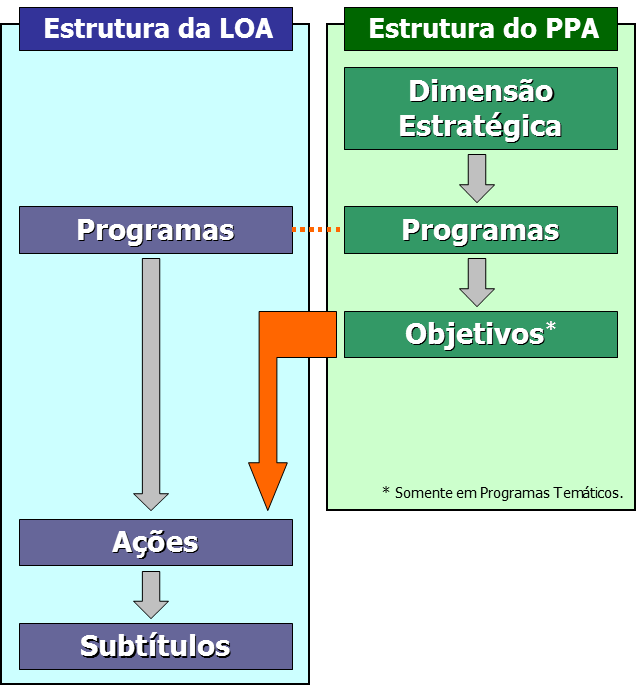 Estrutura da LOA
Estrutura do PPA
Dimensão
Estratégica
Programas
Programas
Objetivos*
* Somente em Programas Temáticos.
Ações
Subtítulos